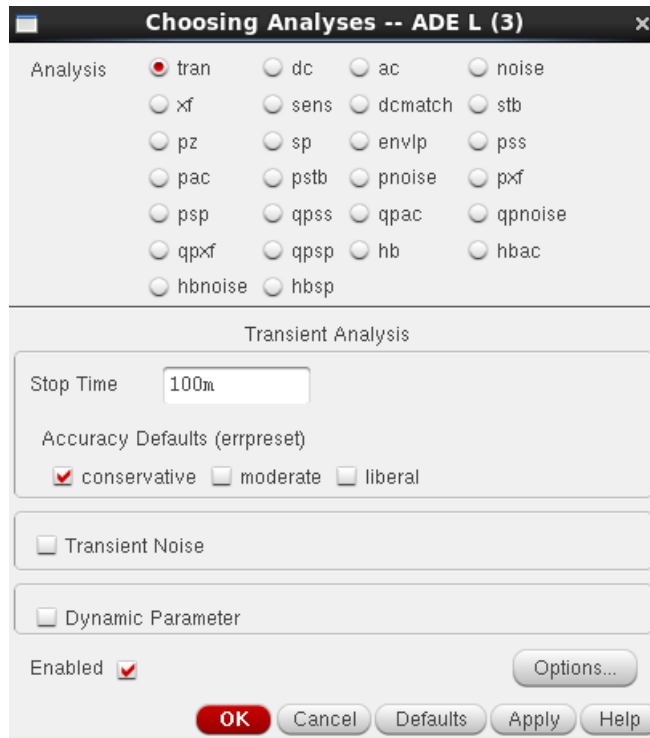 Choosing Analyses -- ADE L (3)
Analysis tran dc ac noise
xf sens dcmatch stb
pz sp envlp pss
pac pstb pnoise pxf
psp qpss qpac qpnoise
qpxf qpsp hb hbac
hbnoise hbsp
Transient Analysis
Stop Time 100m
Accuracy Defaults (errpreset)
conservative moderate liberal
Transient Noise
Dynamic Parameter
Enabled Options...
OK Cancel Defaults Apply Help